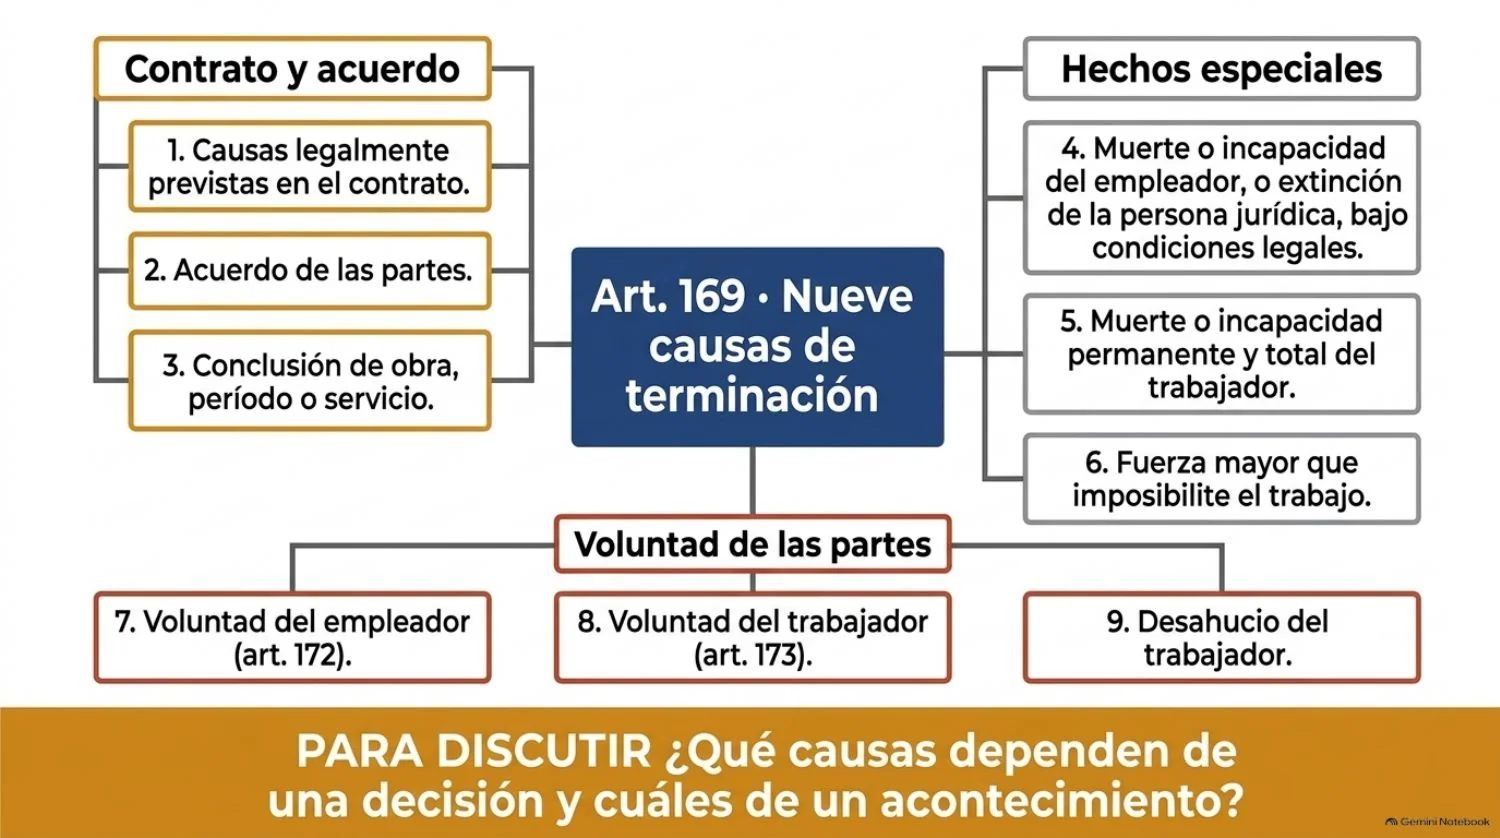 Contrato y acuerdo
1. Causas legalmente
previstas en el contrato.
2. Acuerdo de las partes.
3. Conclusión de obra,
período o servicio.
Art. 169 · Nueve
causas de
terminación
Hechos especiales
4. Muerte o incapacidad
del empleador, o extinción
de la persona jurídica, bajo
condiciones legales.
5. Muerte o incapacidad
permanente y total del
trabajador.
6. Fuerza mayor que
imposibilite el trabajo.
Voluntad de las partes
7. Voluntad del empleador
(art. 172).
8. Voluntad del trabajador
(art. 173).
9. Desahucio del
trabajador.
PARA DISCUTIR ¿Qué causas dependen de
una decisión y cuáles de un acontecimiento?
Gemini Notebook